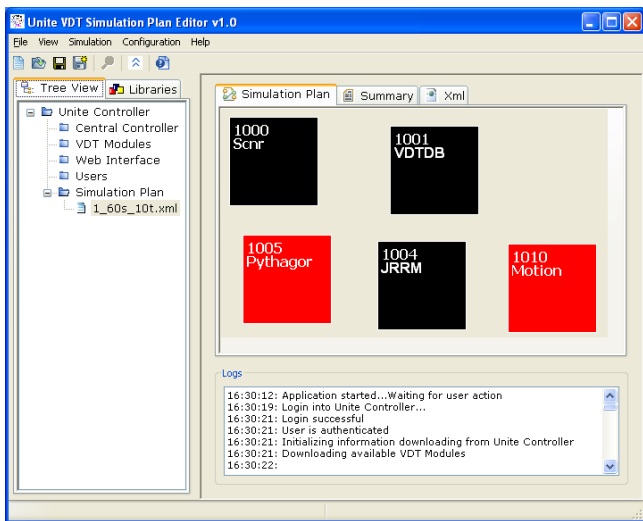 Unite VDT Simulation Plan Editor v1.0
File View Simulation Configuration Help
Tree View
Libraries
Unite Controller
Central Controller
VDT Modules
Web Interface
Users
Simulation Plan
1_60s_10t.xml
Simulation Plan
Summary
Xml
1000
Scnr
1001
VDTDB
1005
Pythagor
1004
JRRM
1010
Motion
Logs
16:30:12: Application started...Waiting for user action
16:30:19: Login into Unite Controller...
16:30:21: Login successful
16:30:21: User is authenticated
16:30:21: Initializing information downloading from Unite Controller
16:30:21: Downloading available VDT Modules
16:30:22: